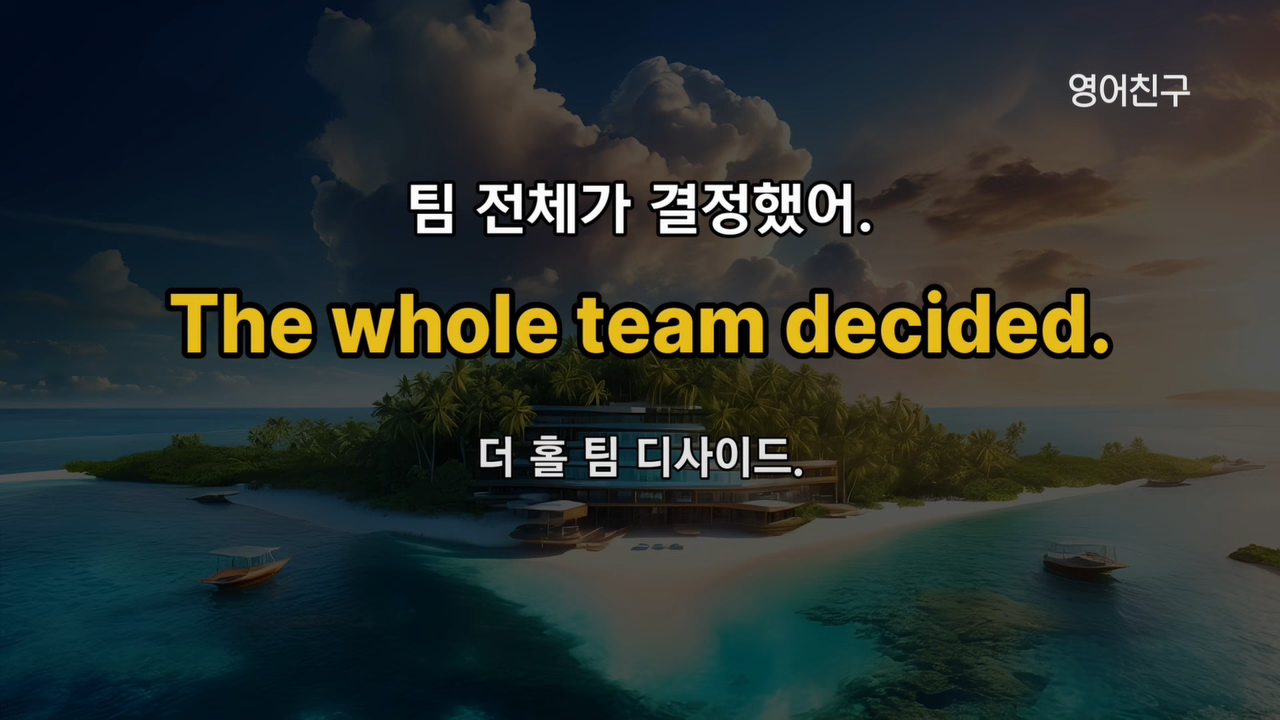 영어친구
팀 전체가 결정했어.
The whole team decided.
더 홀 팀 디사이드.